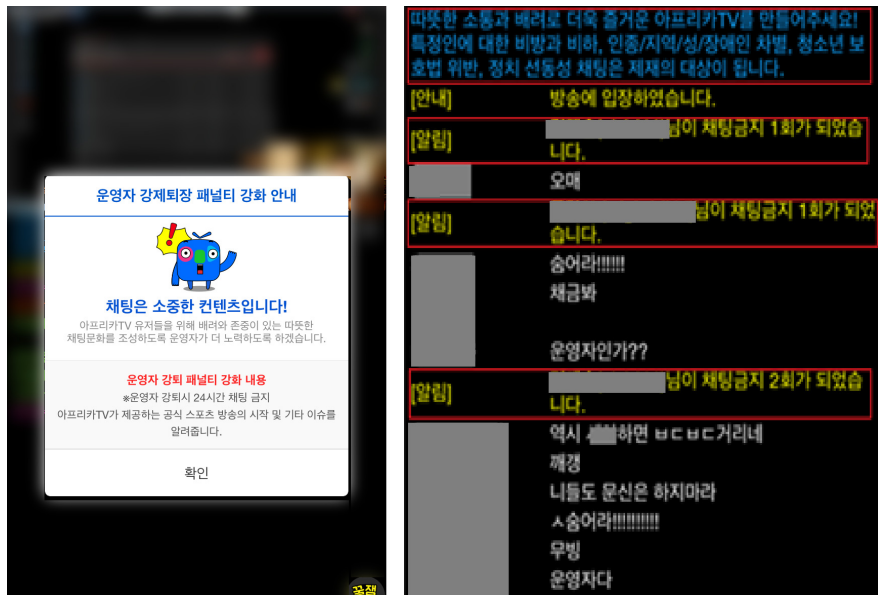 운영자 강제퇴장 패널티 강화 안내
채팅은 소중한 컨텐츠입니다!
아프리카TV 유저들을 위해 배려와 존중이 있는 따뜻한
채팅문화를 조성하도록 운영자가 더 노력하도록 하겠습니다.
운영자 강퇴 패널티 강화 내용
※운영자 강퇴시 24시간 채팅 금지
아프리카TV가 제공하는 공식 스포츠 방송의 시작 및 기타 이슈를
알려줍니다.
확인
꿀잼
따뜻한 소통과 배려로 더욱 즐거운 아프리카TV를 만들어주세요!
특정인에 대한 비방과 비하, 인종/지역/성/장애인 차별, 청소년 보
호법 위반, 정치 선동성 채팅은 제재의 대상이 됩니다.
[안내] 방송에 입장하였습니다.
[알림] 님이 채팅금지 1회가 되었습
니다.
오매
[알림] 님이 채팅금지 1회가 되었
습니다.
숨어라!!!!!!
채금봐
운영자인가??
[알림] 님이 채팅금지 2회가 되었습
니다.
역시 하면 ㅂㄷㅂㄷ거리네
깨갱
니들도 문신은 하지마라
ㅅ숨어라!!!!!!!!!!
무빙
운영자다